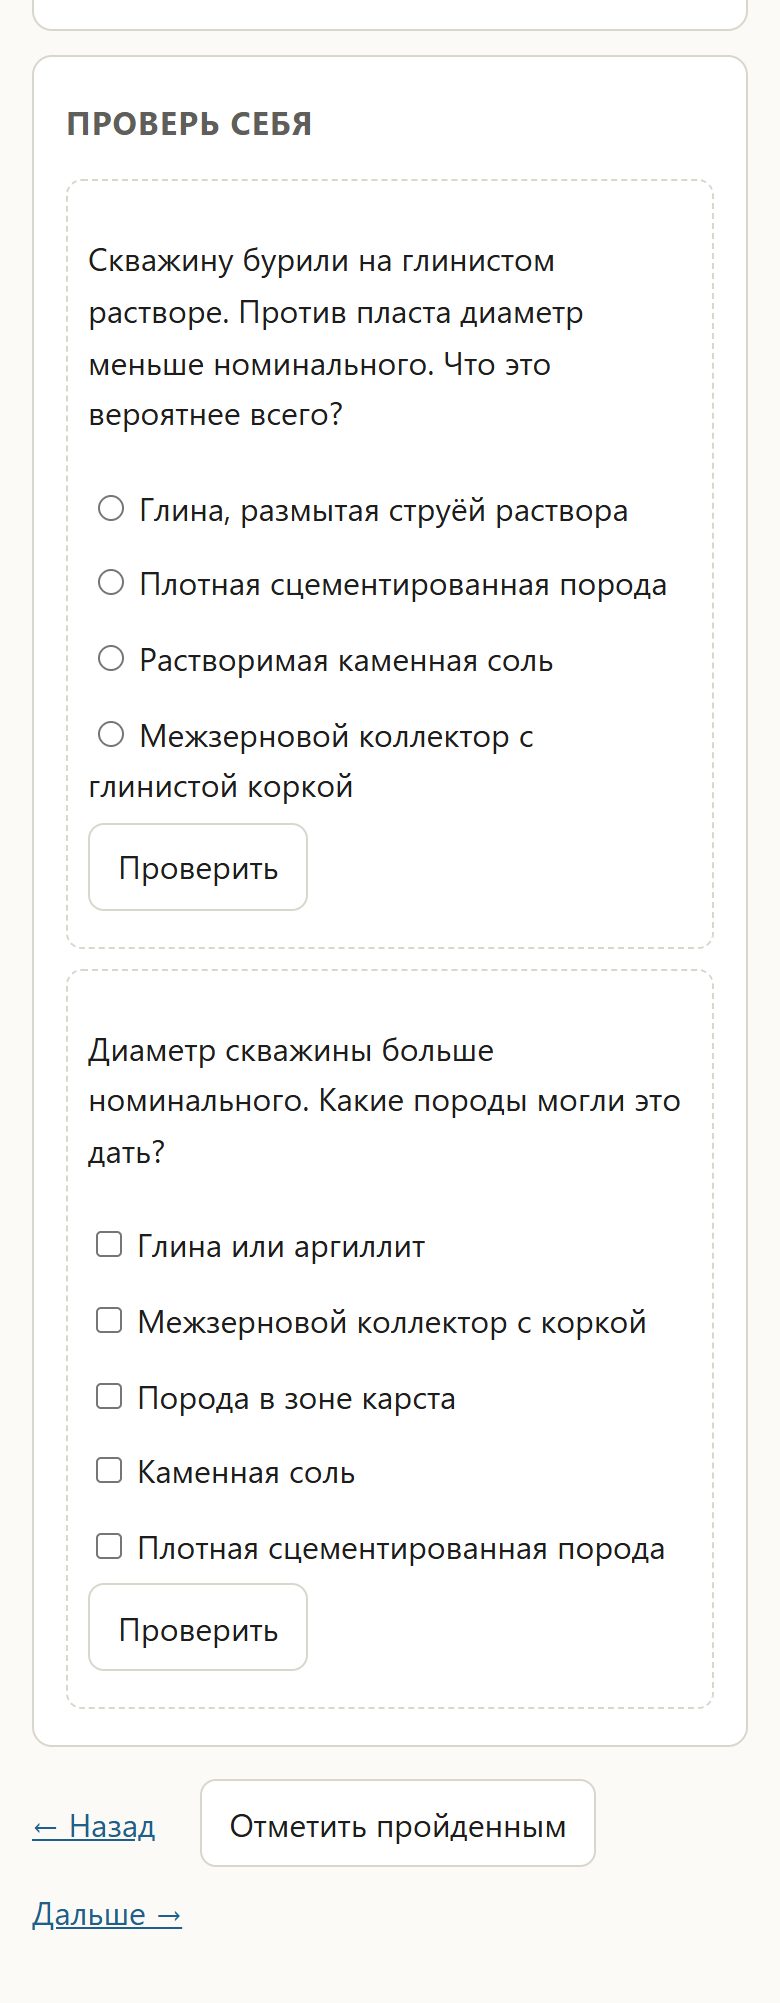 ПРОВЕРЬ СЕБЯ
Скважину бурили на глинистом
растворе. Против пласта диаметр
меньше номинального. Что это
вероятнее всего?
Глина, размытая струёй раствора
Плотная сцементированная порода
Растворимая каменная соль
Межзерновой коллектор с
глинистой коркой
Проверить
Диаметр скважины больше
номинального. Какие породы могли это
дать?
Глина или аргиллит
Межзерновой коллектор с коркой
Порода в зоне карста
Каменная соль
Плотная сцементированная порода
Проверить
← Назад
Отметить пройденным
Дальше →